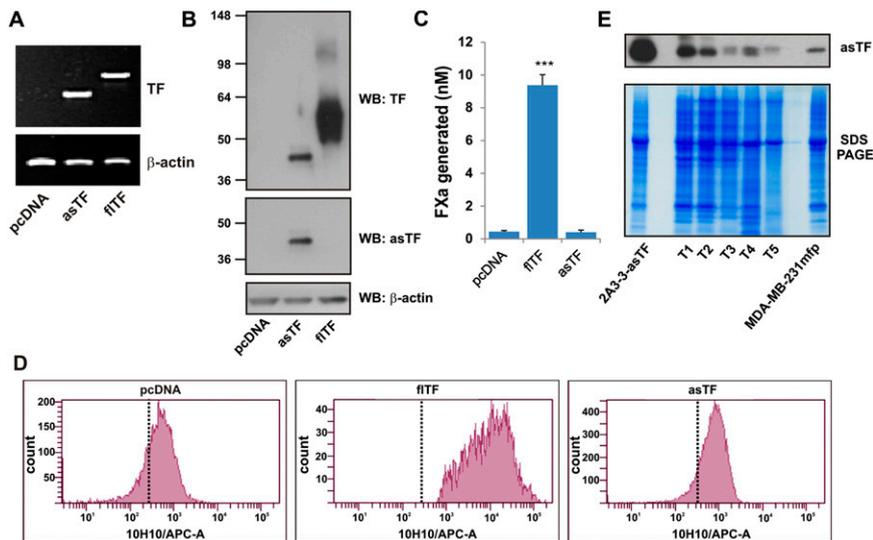 A
TF
β-actin
pcDNA
asTF
flTF
B
148
98
64
50
36
WB: TF
50
36
WB: asTF
WB: β-actin
pcDNA
asTF
flTF
C
FXa generated (nM)
12
10
8
6
4
2
0
***
pcDNA
flTF
asTF
E
asTF
SDS
PAGE
2A3-3-asTF
T1
T2
T3
T4
T5
MDA-MB-231mfp
D
pcDNA
count
200
150
100
50
10¹ 10² 10³ 10⁴ 10⁵
10H10/APC-A
flTF
count
40
30
20
10
10¹ 10² 10³ 10⁴ 10⁵
10H10/APC-A
asTF
count
400
300
200
100
10¹ 10² 10³ 10⁴ 10⁵
10H10/APC-A